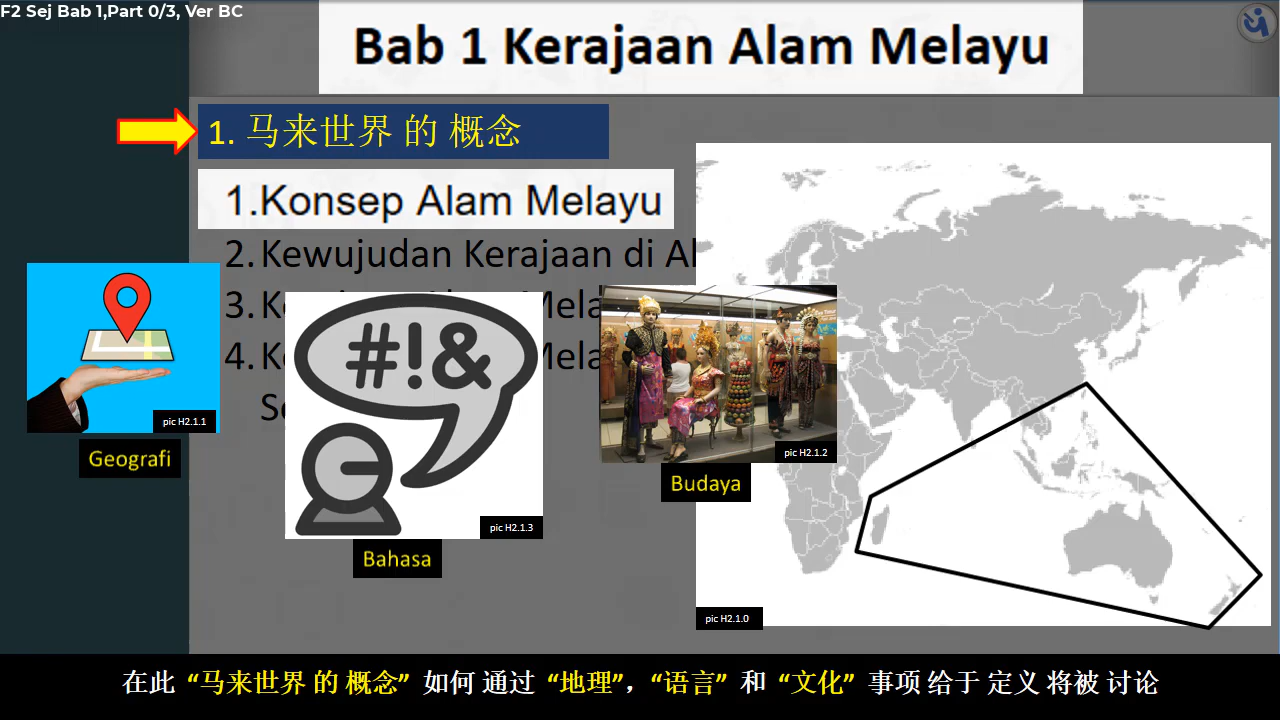 F2 Sej Bab 1,Part 0/3, Ver BC
Bab 1 Kerajaan Alam Melayu
1. 马来世界 的 概念
1.Konsep Alam Melayu
2. Kewujudan Kerajaan di Al
3.
Mela
4.
Mela
#!&
pic H2.1.1
Geografi
pic H2.1.3
Bahasa
pic H2.1.2
Budaya
pic H2.1.0
在此 “马来世界 的 概念” 如何 通过 “地理”，“语言” 和 “文化” 事项 给于 定义 将被 讨论